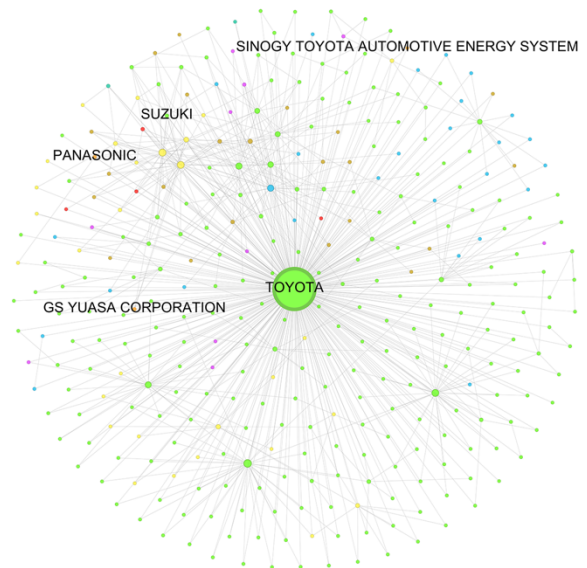 SINOGY TOYOTA AUTOMOTIVE ENERGY SYSTEM
SUZUKI
PANASONIC
TOYOTA
GS YUASA CORPORATION